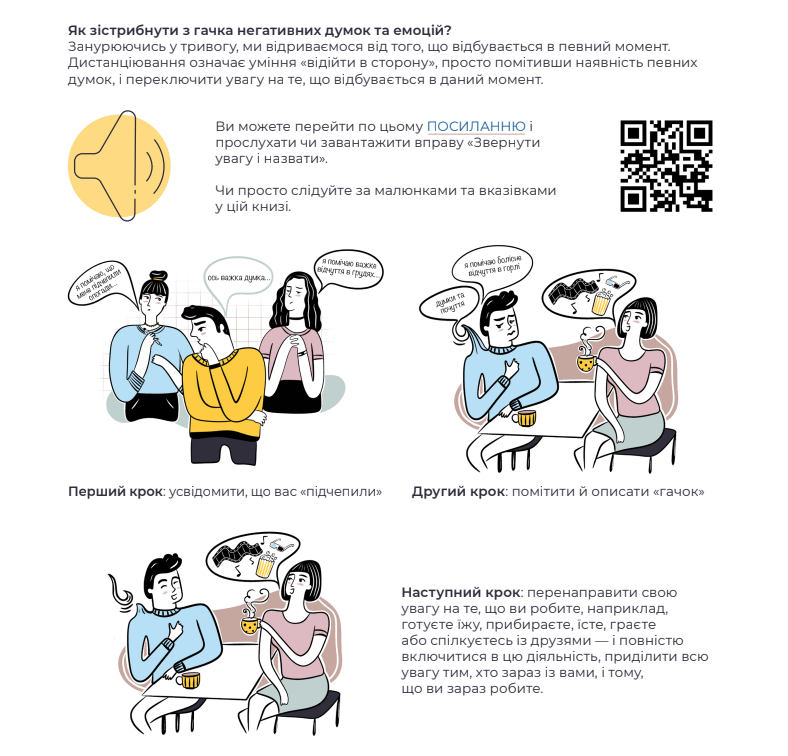 Як зістрибнути з гачка негативних думок та емоцій?
Занурюючись у тривогу, ми відриваємося від того, що відбувається в певний момент.
Дистанціювання означає уміння «відійти в сторону», просто помітивши наявність певних
думок, і переключити увагу на те, що відбувається в даний момент.
Ви можете перейти по цьому ПОСИЛАННЮ і
прослухати чи завантажити вправу «Звернути
увагу і назвати».
Чи просто слідуйте за малюнками та вказівками
у цій книзі.
я помічаю, що
мене підчепили
спогади...
ось важка думка...
я помічаю важке
відчуття в грудях...
я помічаю болісне
відчуття в горлі
думки та
почуття
Перший крок: усвідомити, що вас «підчепили»
Другий крок: помітити й описати «гачок»
Наступний крок: перенаправити свою
увагу на те, що ви робите, наприклад,
готуєте їжу, прибираєте, їсте, граєте
або спілкуєтесь із друзями — і повністю
включитися в цю діяльність, приділити всю
увагу тим, хто зараз із вами, і тому,
що ви зараз робите.